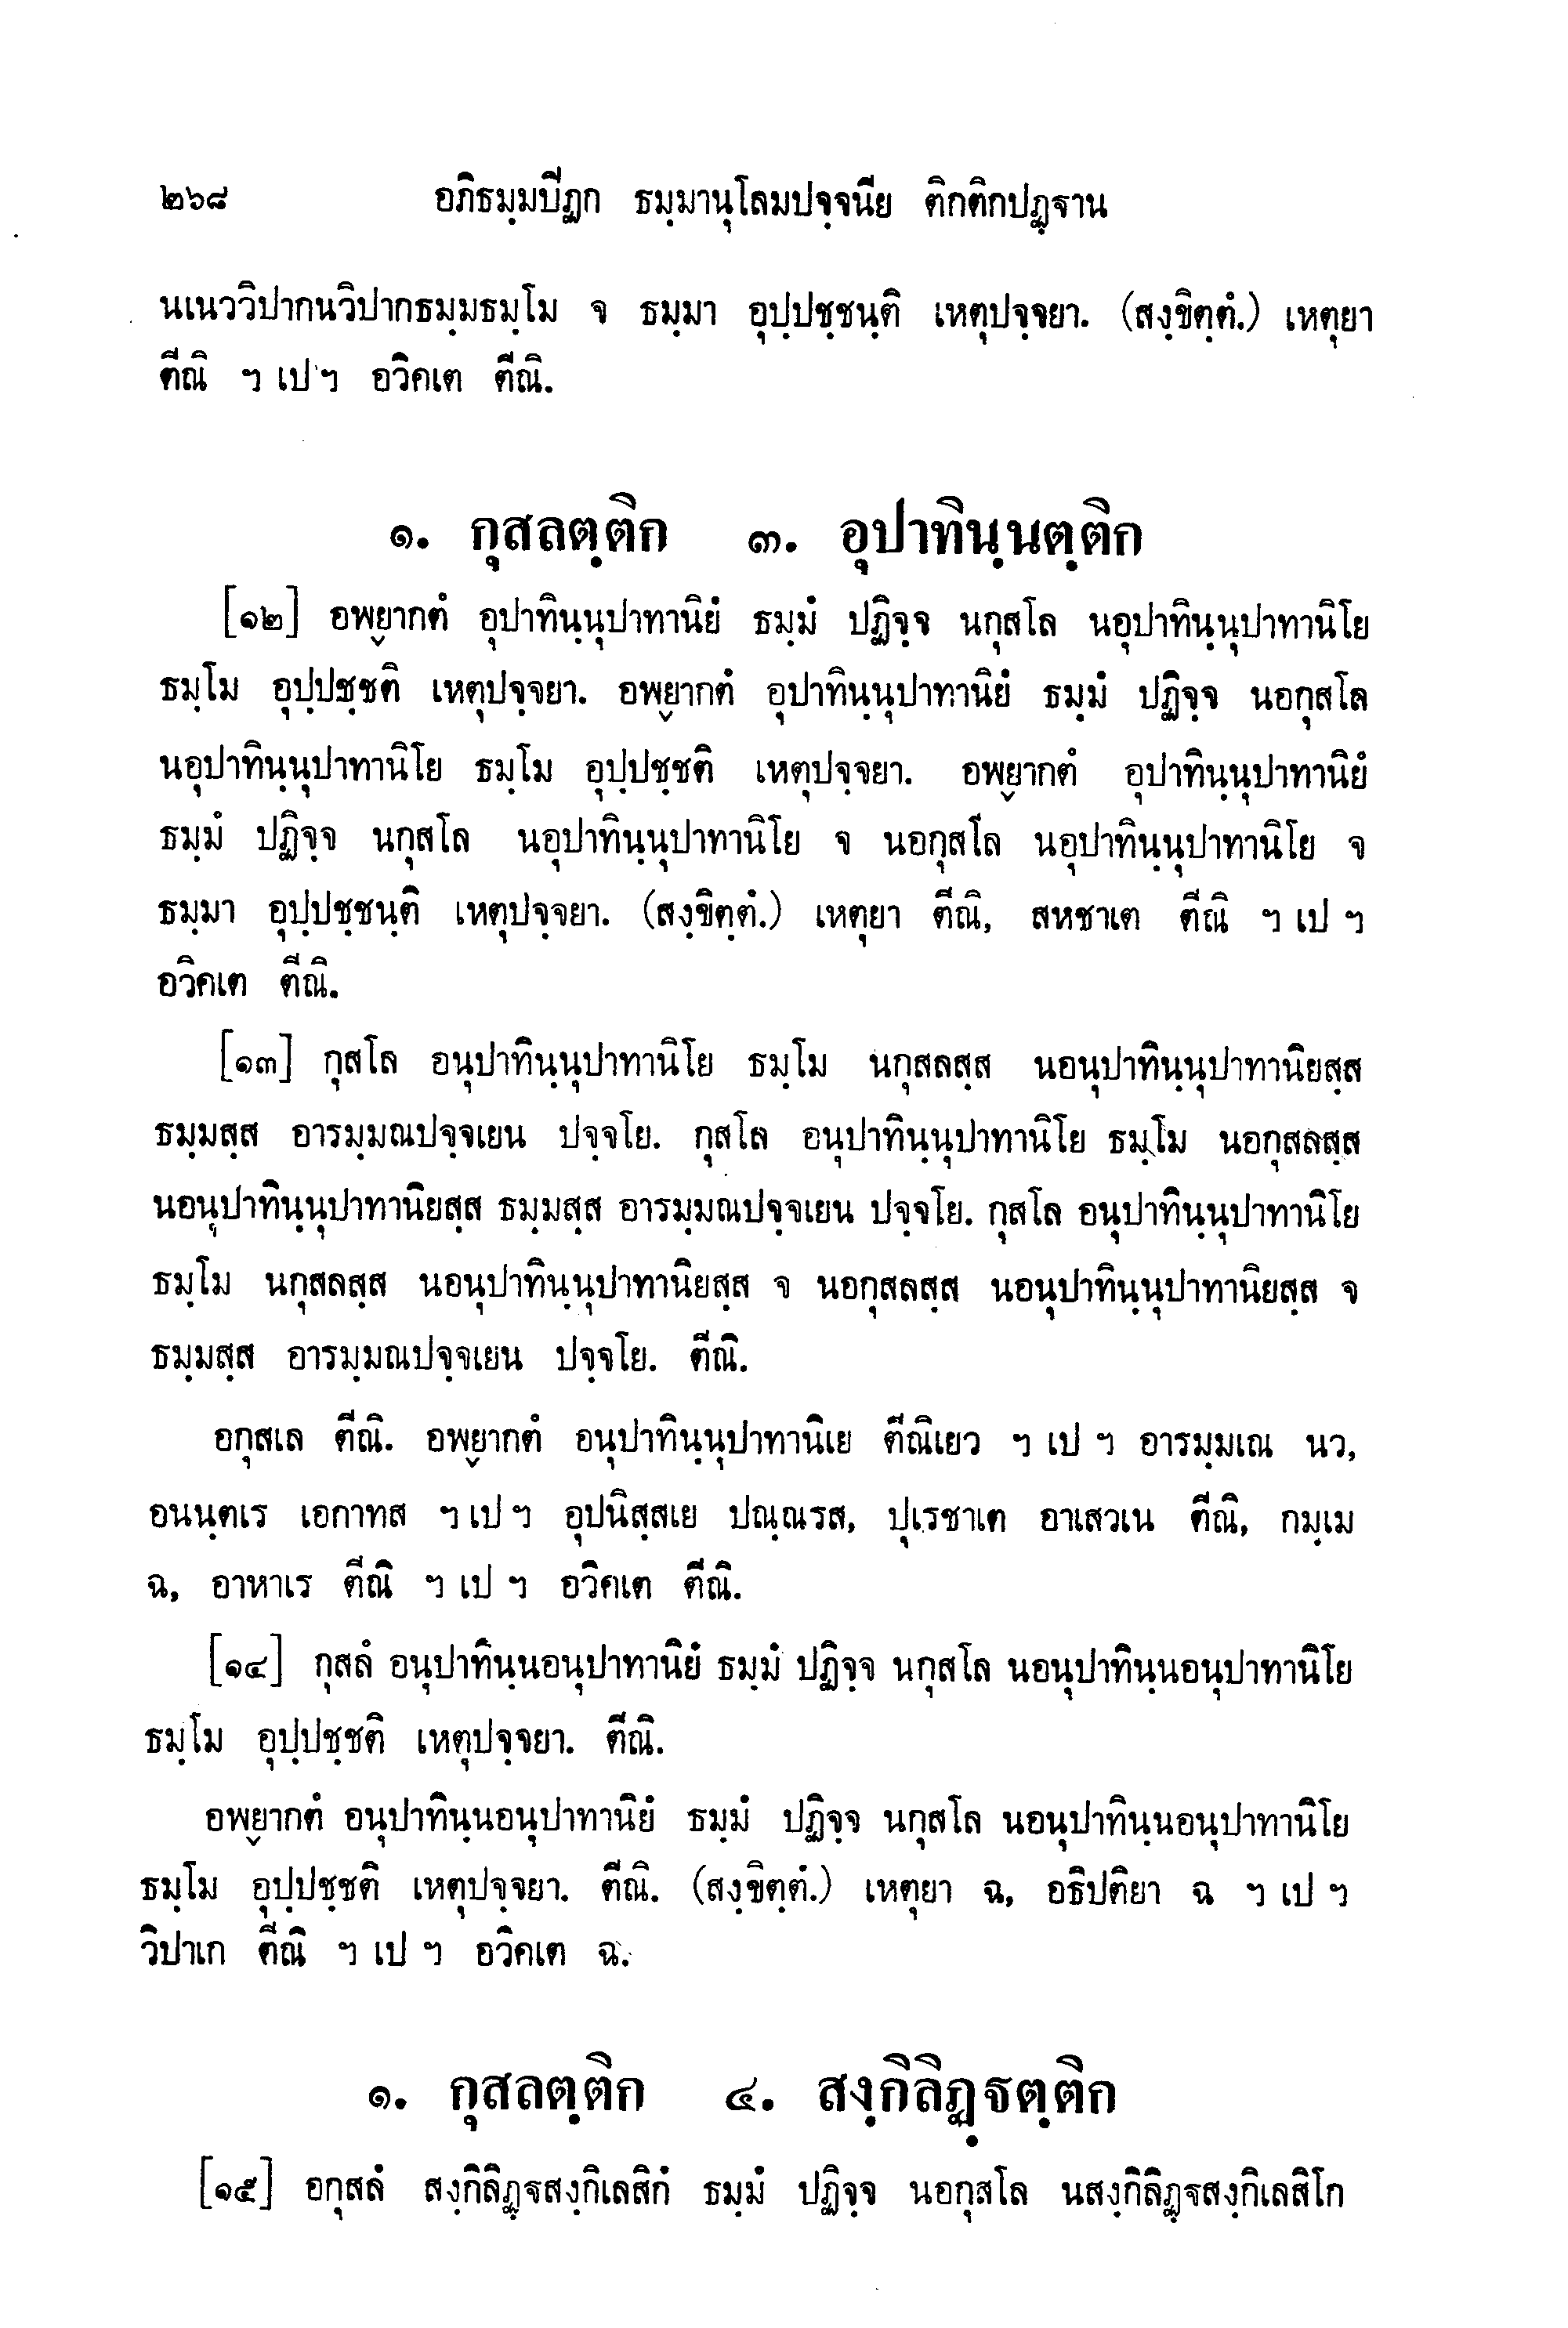 ๒๖๘ อภิธมฺมปิฏก ธมฺมานุโลมปจฺจนีย ติกติกปฏฺฐาน
นเนววิปากนวิปากธมฺมธมฺโม จ ธมฺมา อุปฺปชฺชนฺติ เหตุปจฺจยา. (สงฺขิตฺตํ.) เหตุยา
ตีณิ ฯ เป ฯ อวิคเต ตีณิ.
๑. กุสลตฺติก ๓. อุปาทินฺนตฺติก
[๑๒] อพฺยากตํ อุปาทินฺนุปาทานิยํ ธมฺมํ ปฏิจฺจ นกุสโล นอุปาทินฺนุปาทานิโย
ธมฺโม อุปฺปชฺชติ เหตุปจฺจยา. อพฺยากตํ อุปาทินฺนุปาทานิยํ ธมฺมํ ปฏิจฺจ นอกุสโล
นอุปาทินฺนุปาทานิโย ธมฺโม อุปฺปชฺชติ เหตุปจฺจยา. อพฺยากตํ อุปาทินฺนุปาทานิยํ
ธมฺมํ ปฏิจฺจ นกุสโล นอุปาทินฺนุปาทานิโย จ นอกุสโล นอุปาทินฺนุปาทานิโย จ
ธมฺมา อุปฺปชฺชนฺติ เหตุปจฺจยา. (สงฺขิตฺตํ.) เหตุยา ตีณิ, สหชาเต ตีณิ ฯ เป ฯ
อวิคเต ตีณิ.
[๑๓] กุสโล อนุปาทินฺนุปาทานิโย ธมฺโม นกุสลสฺส นอนุปาทินฺนุปาทานิยสฺส
ธมฺมสฺส อารมฺมณปจฺจเยน ปจฺจโย. กุสโล อนุปาทินฺนุปาทานิโย ธมฺโม นอกุสลสฺส
นอนุปาทินฺนุปาทานิยสฺส ธมฺมสฺส อารมฺมณปจฺจเยน ปจฺจโย. กุสโล อนุปาทินฺนุปาทานิโย
ธมฺโม นกุสลสฺส นอนุปาทินฺนุปาทานิยสฺส จ นอกุสลสฺส นอนุปาทินฺนุปาทานิยสฺส จ
ธมฺมสฺส อารมฺมณปจฺจเยน ปจฺจโย. ตีณิ.
อกุสเล ตีณิ. อพฺยากตํ อนุปาทินฺนุปาทานิเย ตีณิเยว ฯ เป ฯ อารมฺมเณ นว,
อนนฺตเร เอกาทส ฯ เป ฯ อุปนิสฺสเย ปณฺณรส, ปุเรชาเต อาเสวเน ตีณิ, กมฺเม
ฉ, อาหาเร ตีณิ ฯ เป ฯ อวิคเต ตีณิ.
[๑๔] กุสลํ อนุปาทินฺนอนุปาทานิยํ ธมฺมํ ปฏิจฺจ นกุสโล นอนุปาทินฺนอนุปาทานิโย
ธมฺโม อุปฺปชฺชติ เหตุปจฺจยา. ตีณิ.
อพฺยากตํ อนุปาทินฺนอนุปาทานิยํ ธมฺมํ ปฏิจฺจ นกุสโล นอนุปาทินฺนอนุปาทานิโย
ธมฺโม อุปฺปชฺชติ เหตุปจฺจยา. ตีณิ. (สงฺขิตฺตํ.) เหตุยา ฉ, อธิปติยา ฉ ฯ เป ฯ
วิปาเก ตีณิ ฯ เป ฯ อวิคเต ฉ.
๑. กุสลตฺติก ๔. สงฺกิลิฏฺฐตฺติก
[๑๕] อกุสลํ สงฺกิลิฏฺฐสงฺกิเลสิกํ ธมฺมํ ปฏิจฺจ นอกุสโล นสงฺกิลิฏฺฐสงฺกิเลสิโก